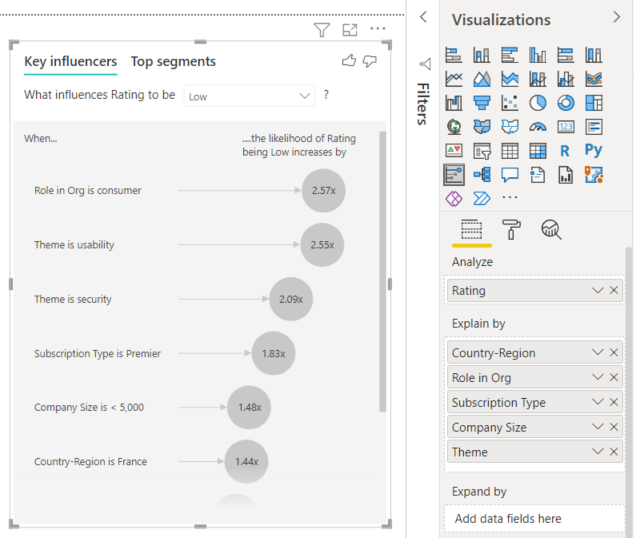 Key influencers Top segments
What influences Rating to be Low ?
When...
....the likelihood of Rating
being Low increases by
Role in Org is consumer 2.57x
Theme is usability 2.55x
Theme is security 2.09x
Subscription Type is Premier 1.83x
Company Size is < 5,000 1.48x
Country-Region is France 1.44x
Filters
Visualizations
123
R Py
Analyze
Rating
Explain by
Country-Region
Role in Org
Subscription Type
Company Size
Theme
Expand by
Add data fields here